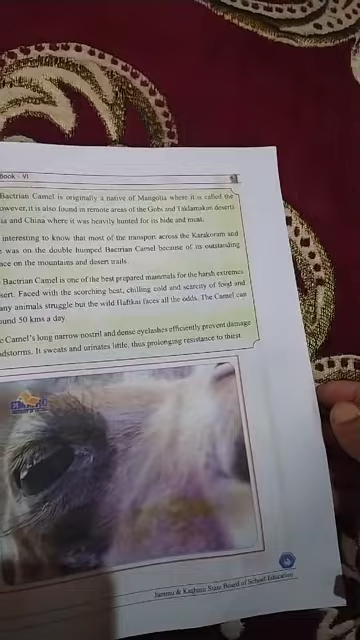 Book - VI
Bactrian Camel is originally a native of Mangolia where it is called the
owever, it is also found in remote areas of the Gobi and Taklamakan deserts
ia and China where it was heavily hunted for its hide and meat.
interesting to know that most of the transport across the Karakoram and
was on the double humped Bactrian Camel because of its outstanding
ace on the mountains and desert trails.
Bactrian Camel is one of the best prepared mammals for the harsh extremes
sert. Faced with the scorching best, chilling cold and scarcity of food and
any animals struggle but the wild faces all the odds. The Camel can
ound 50 kms a day.
e Camel's long narrow nostril and dense eyelashes efficiently prevent damage
ndstorms. It sweats and urinates little, thus prolonging resistance to thirst.
Jammu & Kashmir State Board of School Education